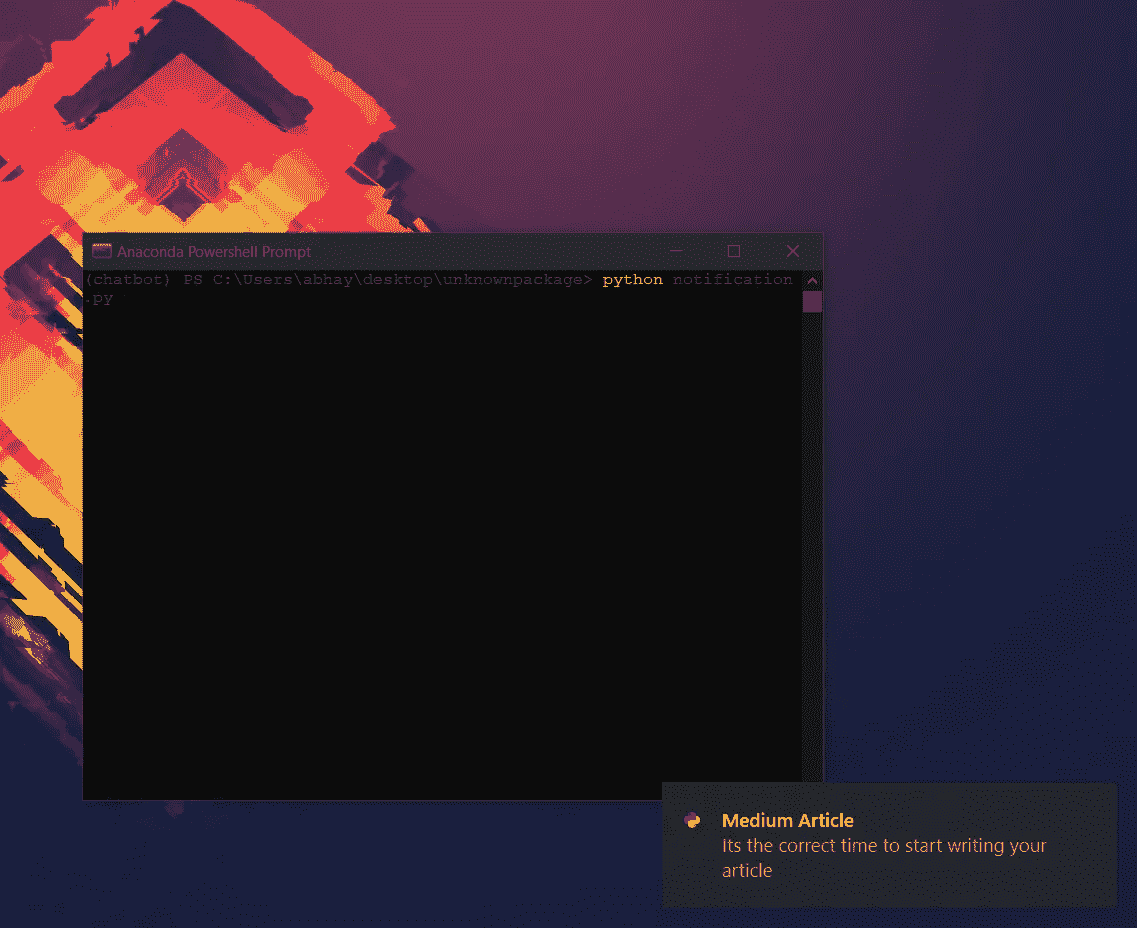 Anaconda Powershell Prompt
(chatbot) PS C:\Users\abhay\desktop\unknownpackage> python notification
.py
Medium Article
Its the correct time to start writing your
article